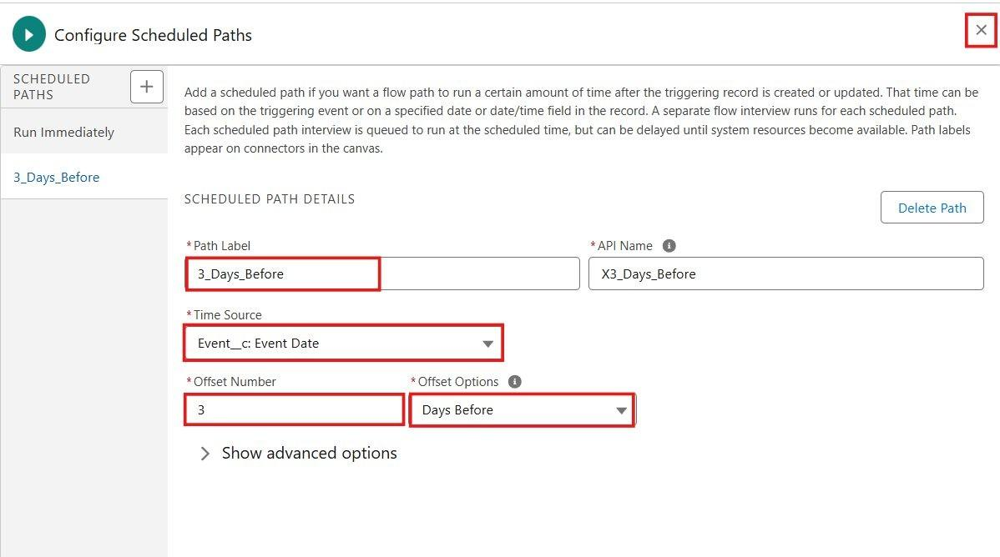 Configure Scheduled Paths
SCHEDULED
PATHS
Run Immediately
3_Days_Before
Add a scheduled path if you want a flow path to run a certain amount of time after the triggering record is created or updated. That time can be
based on the triggering event or on a specified date or date/time field in the record. A separate flow interview runs for each scheduled path.
Each scheduled path interview is queued to run at the scheduled time, but can be delayed until system resources become available. Path labels
appear on connectors in the canvas.
SCHEDULED PATH DETAILS
Delete Path
*Path Label
*API Name
3_Days_Before
X3_Days_Before
*Time Source
Event__c: Event Date
*Offset Number
*Offset Options
3
Days Before
Show advanced options